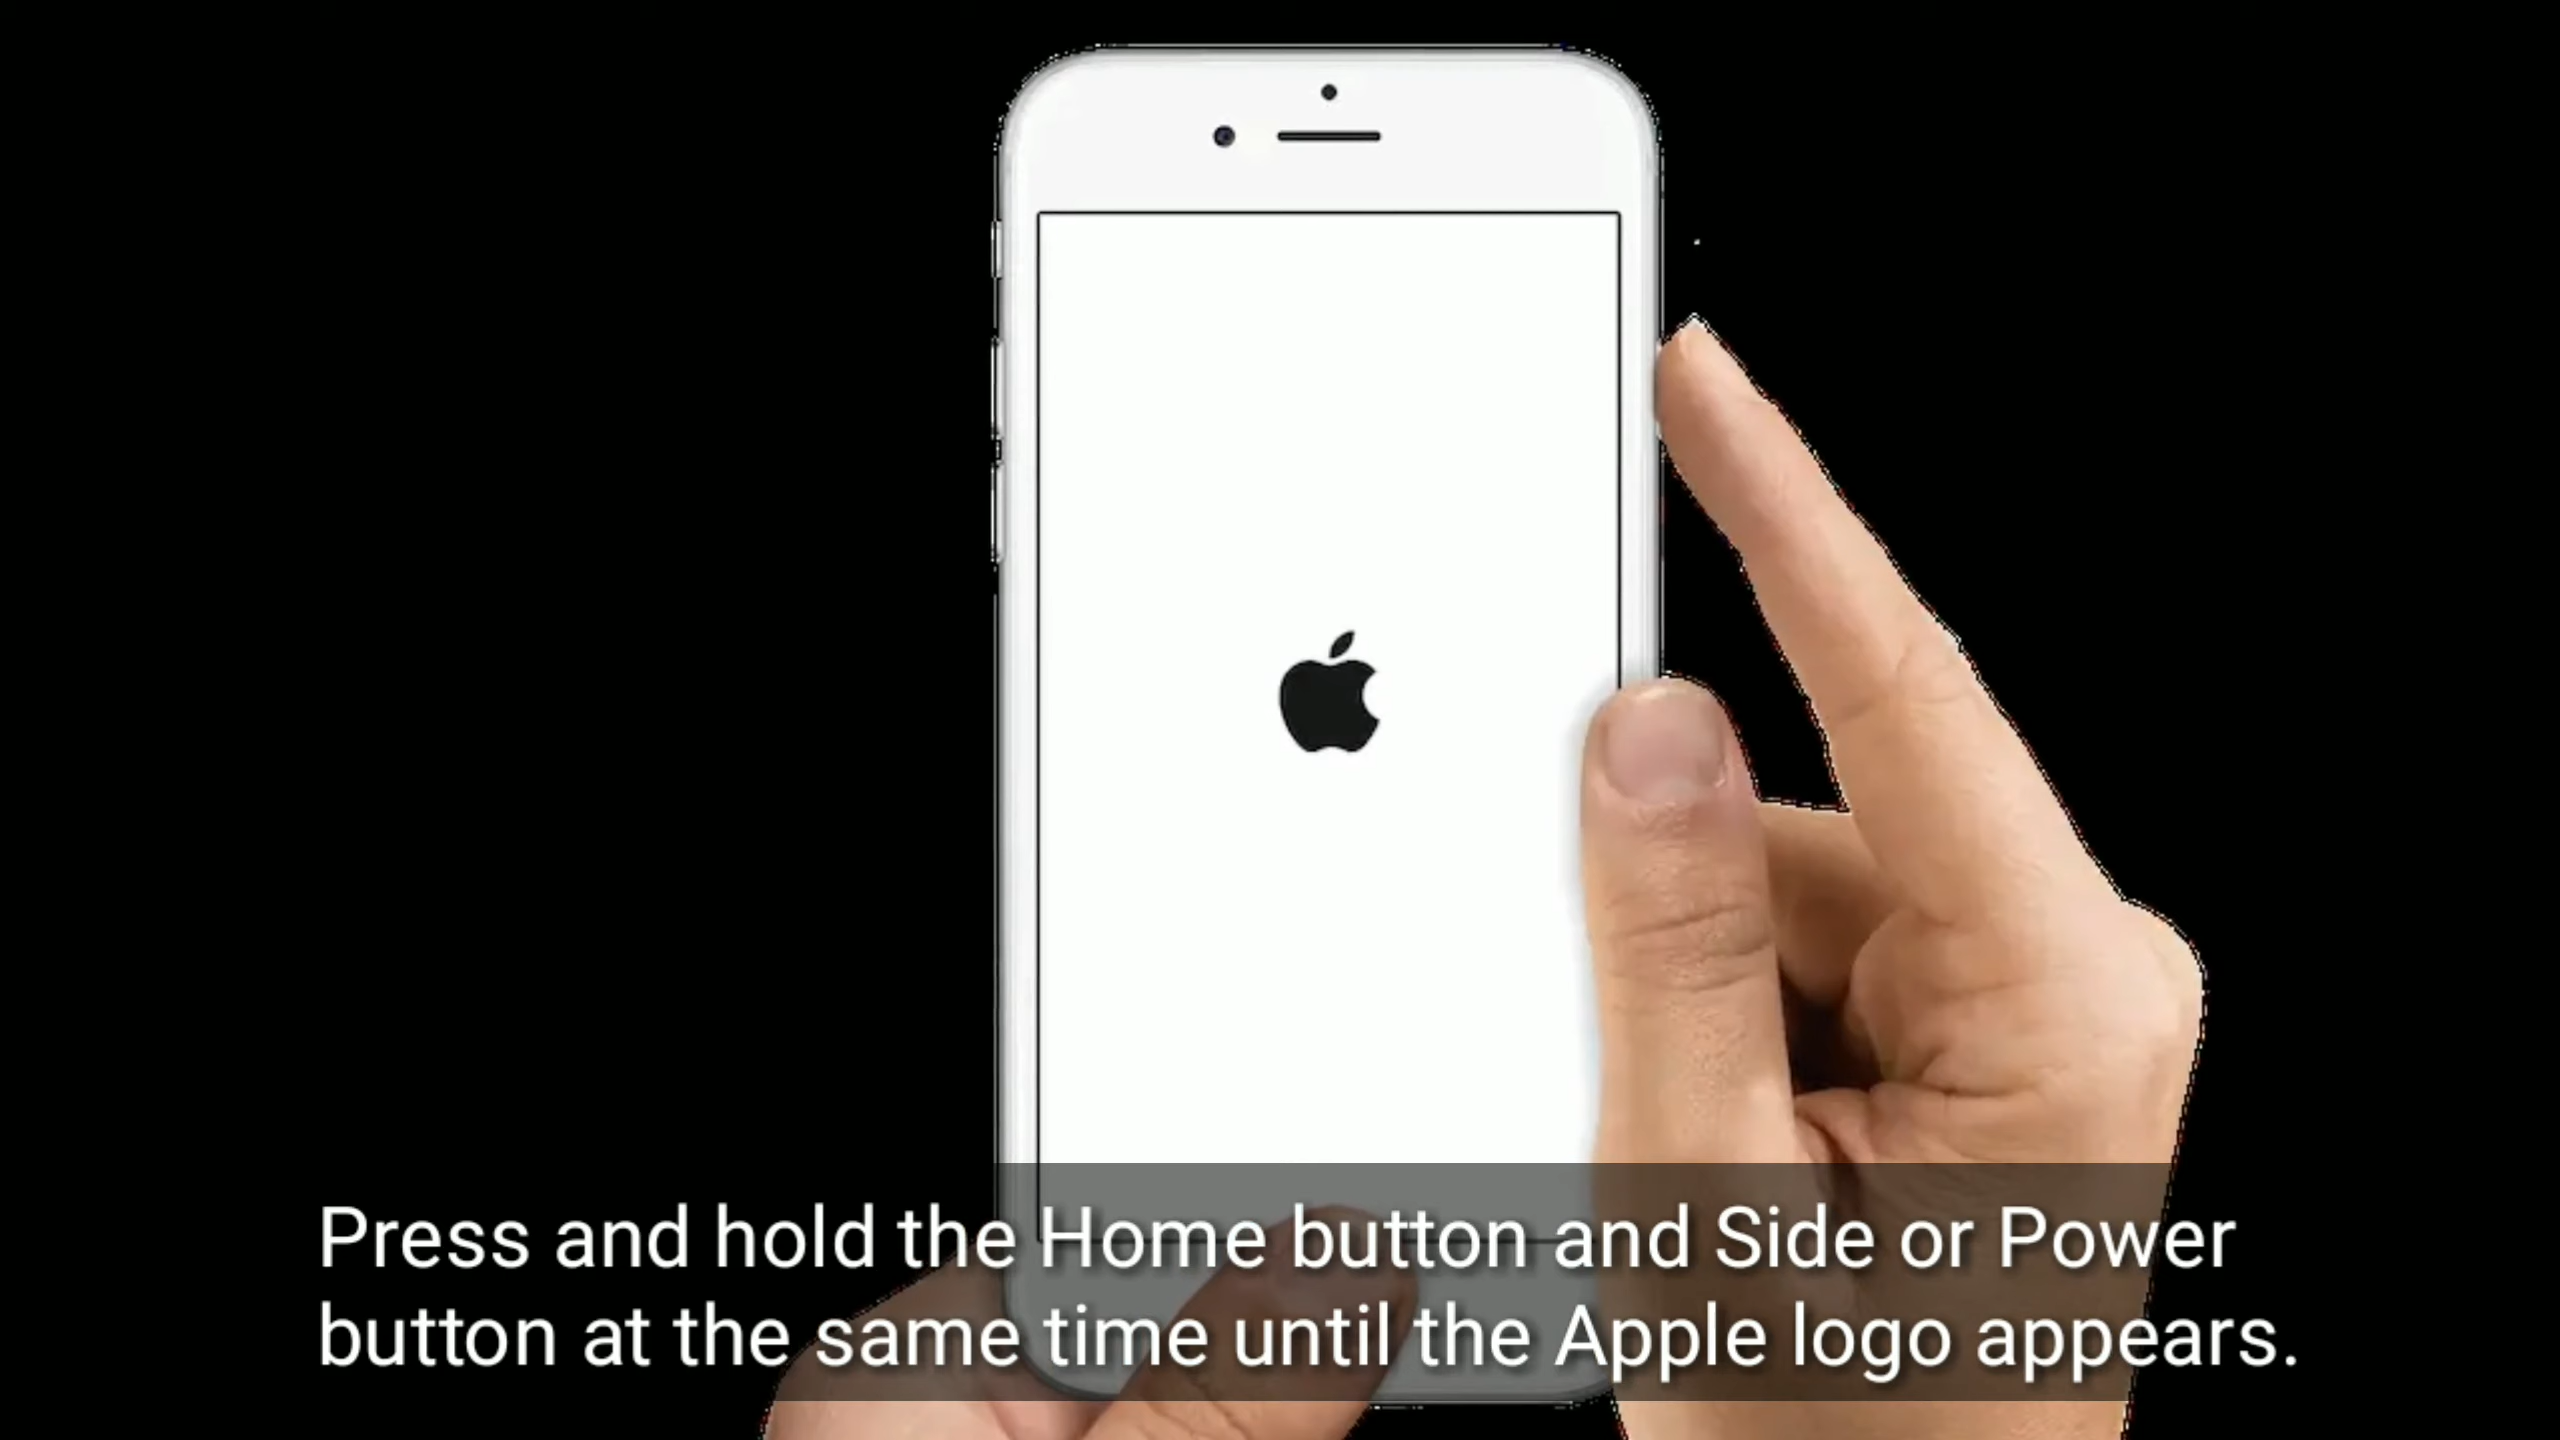 Press and hold the Home button and Side or Power
button at the same time until the Apple logo appears.